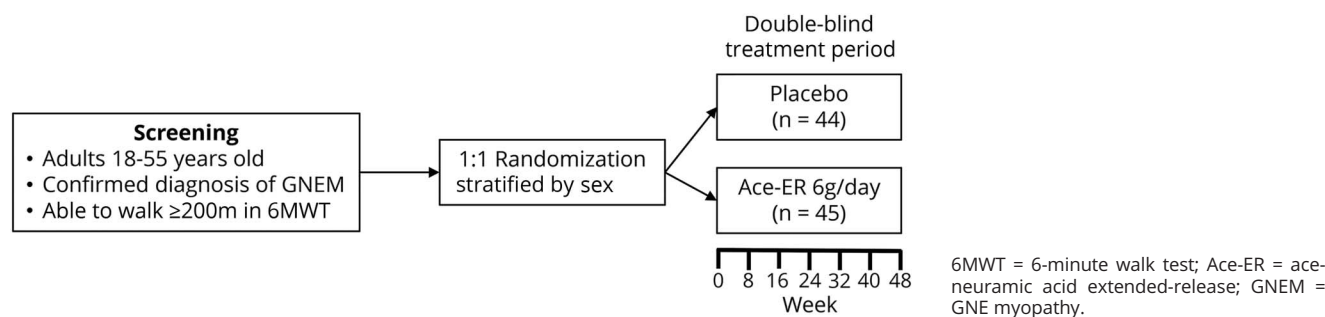 Double-blind
treatment period
Screening
• Adults 18-55 years old
• Confirmed diagnosis of GNEM
• Able to walk ≥200m in 6MWT
1:1 Randomization
stratified by sex
Placebo
(n = 44)
Ace-ER 6g/day
(n = 45)
0 8 16 24 32 40 48
Week
6MWT = 6-minute walk test; Ace-ER = ace-
neuramic acid extended-release; GNEM =
GNE myopathy.